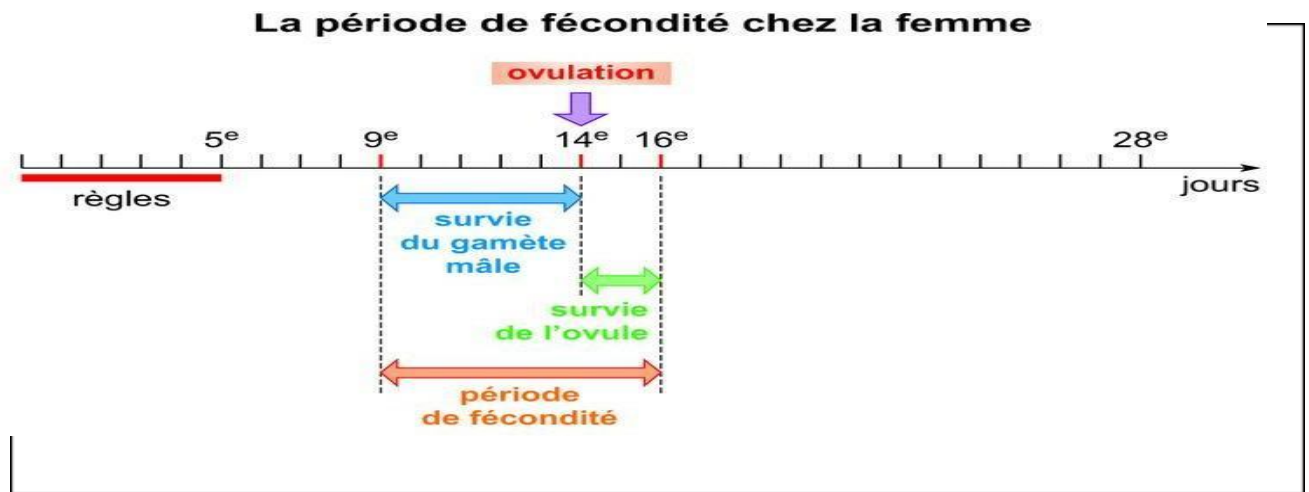 La période de fécondité chez la femme
ovulation
5e 9e 14e 16e 28e
règles
jours
survie
du gamète
mâle
survie
de l'ovule
période
de fécondité